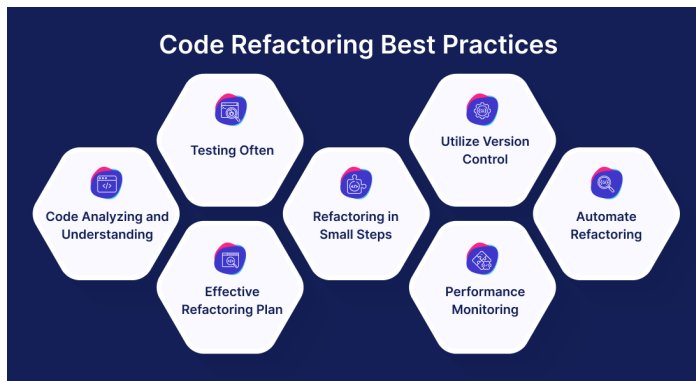 Code Refactoring Best Practices
Testing Often
Utilize Version
Control
Code Analyzing and
Understanding
Refactoring in
Small Steps
Automate
Refactoring
Effective
Refactoring Plan
Performance
Monitoring